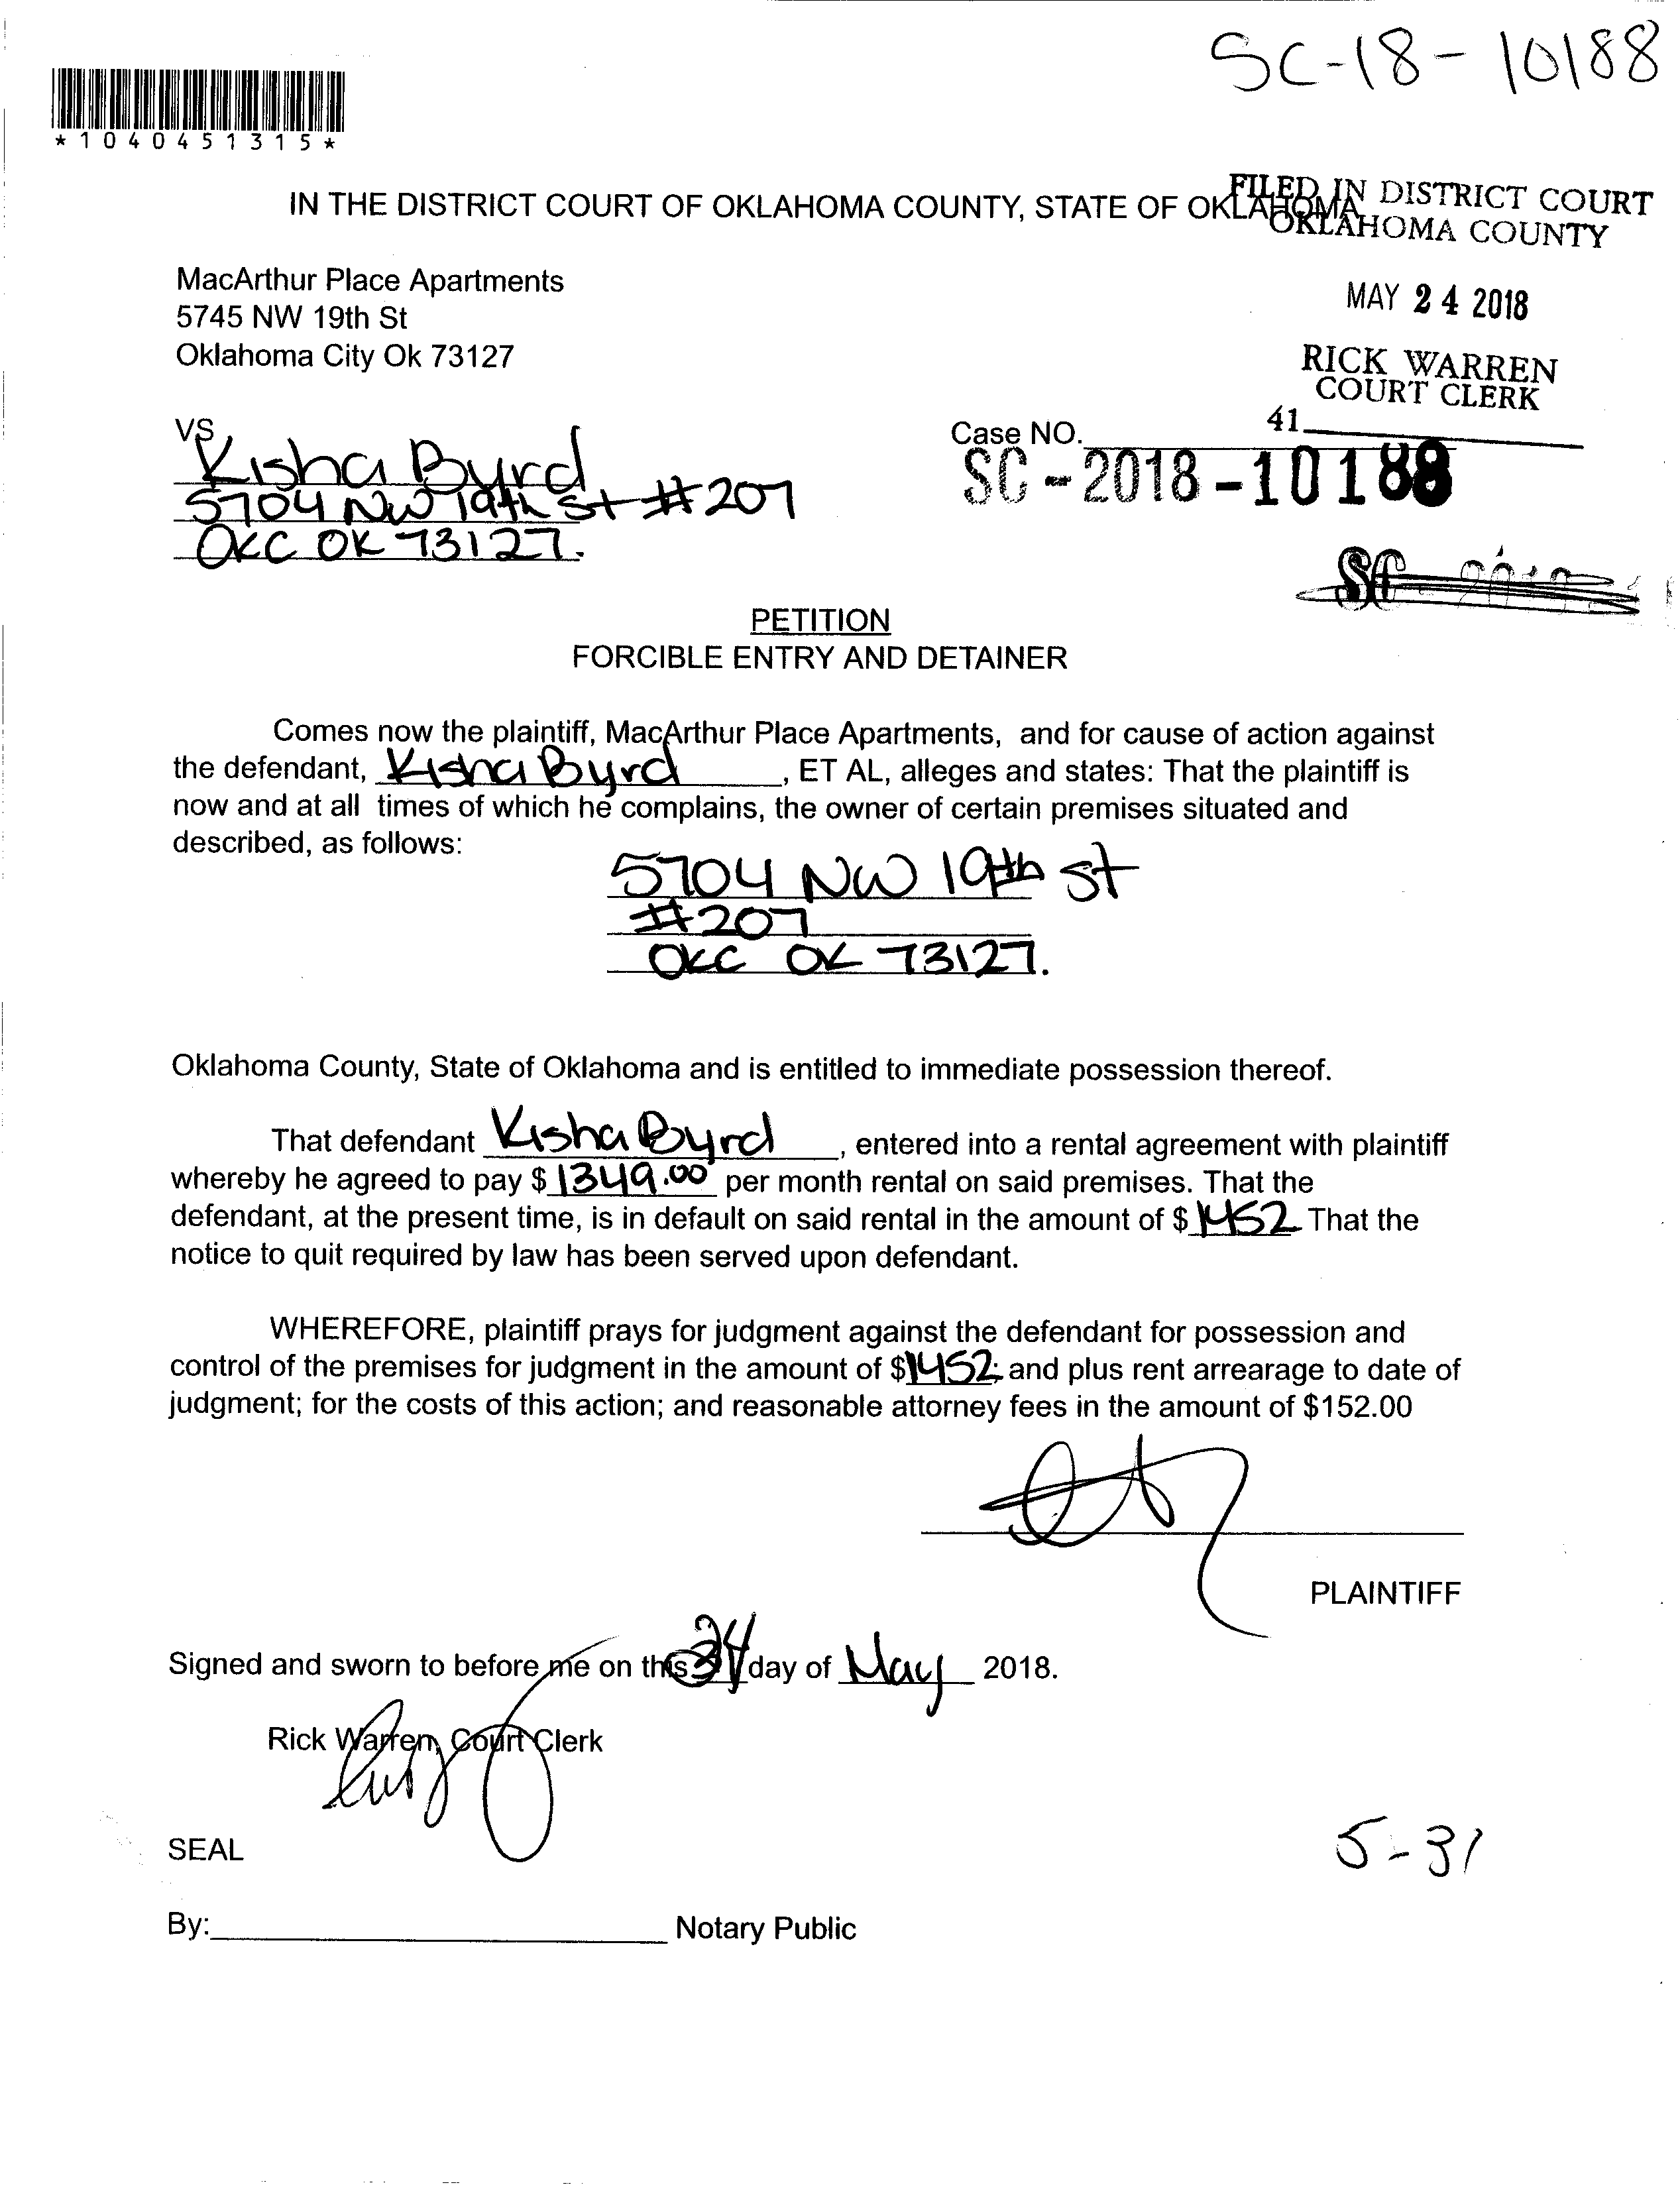 SC-18-10188
*1040451315*
IN THE DISTRICT COURT OF OKLAHOMA COUNTY, STATE OF OKLAHOMA
FILED IN DISTRICT COURT
OKLAHOMA COUNTY
MacArthur Place Apartments
5745 NW 19th St
Oklahoma City Ok 73127
MAY 24 2018
RICK WARREN
COURT CLERK
41
VS
Kisha Byrd
5704 NW 19th St #207
OKC OK 73127.
Case NO.
SC-2018-10188
SC
PETITION
FORCIBLE ENTRY AND DETAINER
Comes now the plaintiff, MacArthur Place Apartments, and for cause of action against
the defendant, Kisha Byrd, ET AL, alleges and states: That the plaintiff is
now and at all times of which he complains, the owner of certain premises situated and
described, as follows:
5704 NW 19th St
#207
OKC OK 73127.
Oklahoma County, State of Oklahoma and is entitled to immediate possession thereof.
That defendant Kisha Byrd, entered into a rental agreement with plaintiff
whereby he agreed to pay $ 1349.00 per month rental on said premises. That the
defendant, at the present time, is in default on said rental in the amount of $ 1452 That the
notice to quit required by law has been served upon defendant.
WHEREFORE, plaintiff prays for judgment against the defendant for possession and
control of the premises for judgment in the amount of $1452; and plus rent arrearage to date of
judgment; for the costs of this action; and reasonable attorney fees in the amount of $152.00
PLAINTIFF
Signed and sworn to before me on this 24 day of May 2018.
Rick Warren, Court Clerk
SEAL
5-31
By: Notary Public